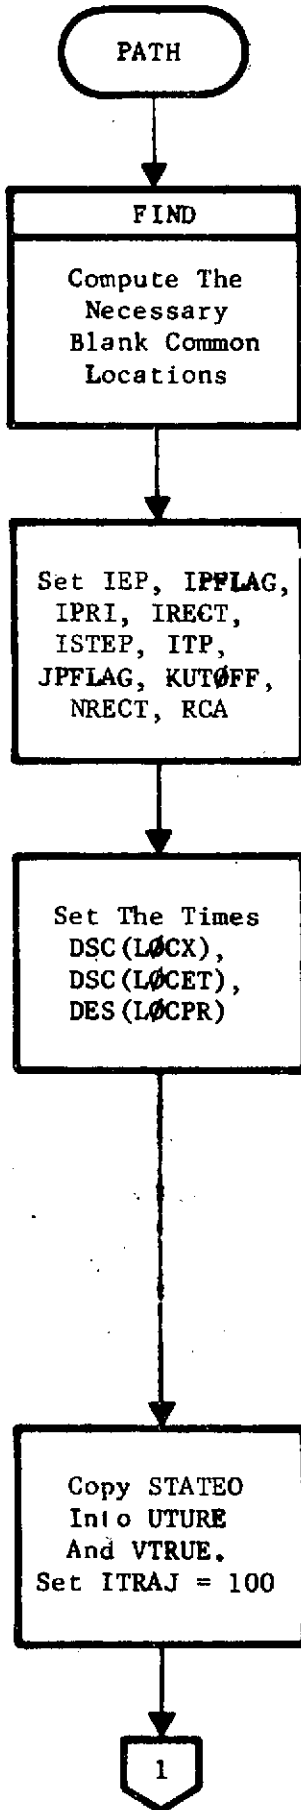 PATH
FIND
Compute The
Necessary
Blank Common
Locations
Set IEP, IPFLAG,
IPRI, IRECT,
ISTEP, ITP,
JPFLAG, KUTØFF,
NRECT, RCA
Set The Times
DSC(LØCX),
DSC(LØCET),
DES(LØCPR)
Copy STATEO
Into UTURE
And VTRUE.
Set ITRAJ = 100
1